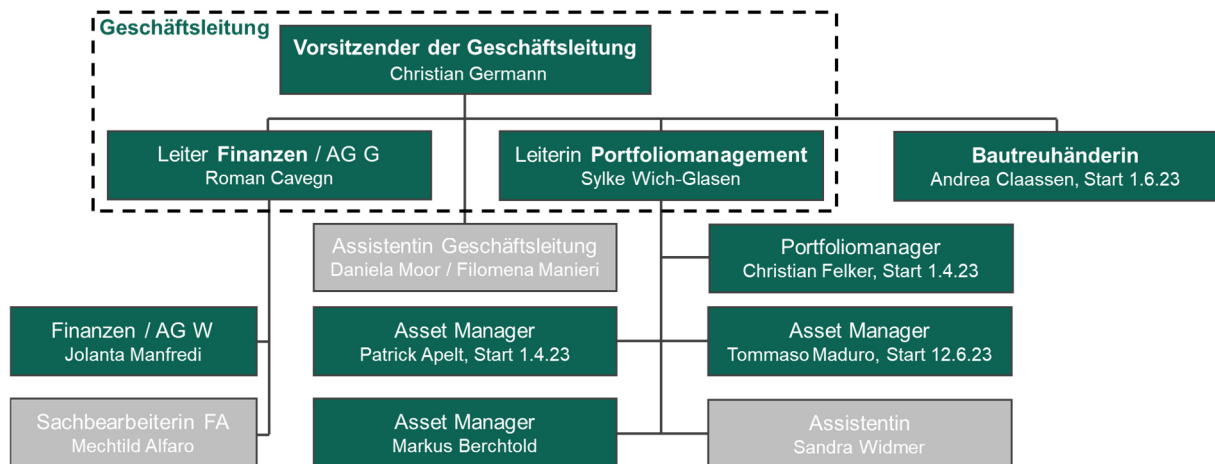 Geschäftsleitung
Vorsitzender der Geschäftsleitung
Christian Germann
Leiter Finanzen / AG G
Roman Cavegn
Leiterin Portfoliomanagement
Sylke Wich-Glasen
Bautreuhänderin
Andrea Claassen, Start 1.6.23
Assistentin Geschäftsleitung
Daniela Moor / Filomena Manieri
Portfoliomanager
Christian Felker, Start 1.4.23
Finanzen / AG W
Jolanta Manfredi
Asset Manager
Patrick Apelt, Start 1.4.23
Asset Manager
Tommaso Maduro, Start 12.6.23
Sachbearbeiterin FA
Mechtild Alfaro
Asset Manager
Markus Berchtold
Assistentin
Sandra Widmer